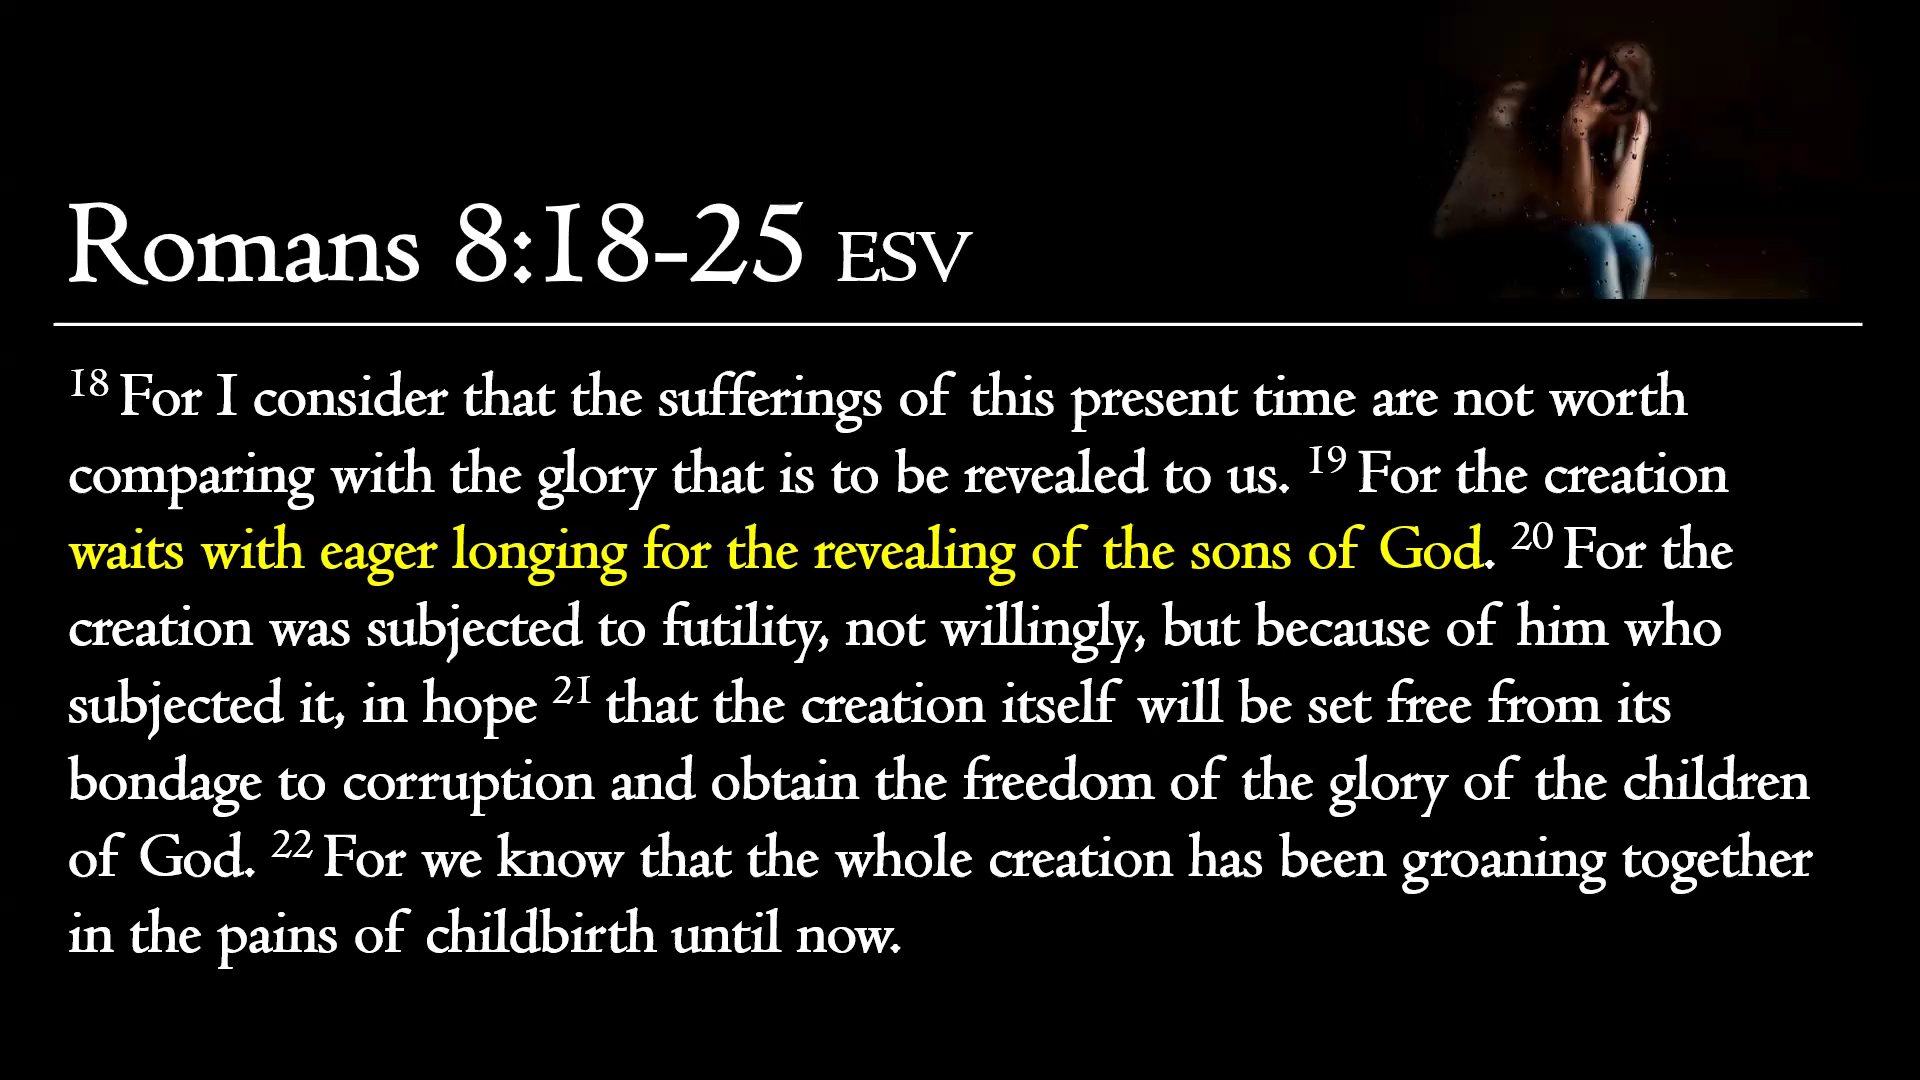 Romans 8:18-25 ESV
18 For I consider that the sufferings of this present time are not worth
comparing with the glory that is to be revealed to us. 19 For the creation
waits with eager longing for the revealing of the sons of God. 20 For the
creation was subjected to futility, not willingly, but because of him who
subjected it, in hope 21 that the creation itself will be set free from its
bondage to corruption and obtain the freedom of the glory of the children
of God. 22 For we know that the whole creation has been groaning together
in the pains of childbirth until now.